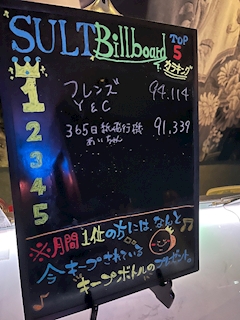 SULT Billboard TOP 5
カラキング
1 フレンズ 94.114
Y & C
2 365日紙飛行機 91,339
あいちゃん
3
4
5
※月間1位の方には、なんと
今キープされている
キープボトルのプレゼント